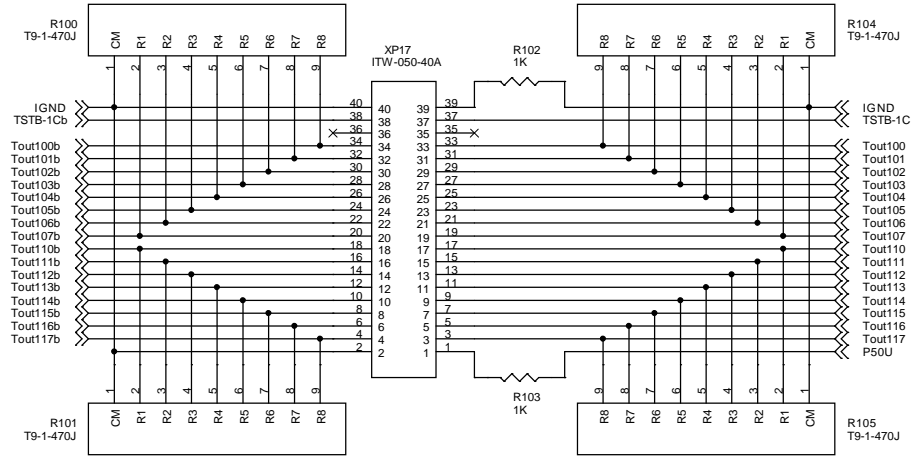 R100
T9-1-470J
CM R1 R2 R3 R4 R5 R6 R7 R8
1 2 3 4 5 6 7 8 9
XP17
ITW-050-40A
R102
1K
R104
T9-1-470J
R8 R7 R6 R5 R4 R3 R2 R1 CM
9 8 7 6 5 4 3 2 1
IGND 40 40 39 39 IGND
TSTB-1Cb 38 38 37 37 TSTB-1C
36 36 35 35
Tout100b 34 34 33 33 Tout100
Tout101b 32 32 31 31 Tout101
Tout102b 30 30 29 29 Tout102
Tout103b 28 28 27 27 Tout103
Tout104b 26 26 25 25 Tout104
Tout105b 24 24 23 23 Tout105
Tout106b 22 22 21 21 Tout106
Tout107b 20 20 19 19 Tout107
Tout110b 18 18 17 17 Tout110
Tout111b 16 16 15 15 Tout111
Tout112b 14 14 13 13 Tout112
Tout113b 12 12 11 11 Tout113
Tout114b 10 10 9 9 Tout114
Tout115b 8 8 7 7 Tout115
Tout116b 6 6 5 5 Tout116
Tout117b 4 4 3 3 Tout117
2 2 1 1 P50U
1 2 3 4 5 6 7 8 9
CM R1 R2 R3 R4 R5 R6 R7 R8
R101
T9-1-470J
R103
1K
9 8 7 6 5 4 3 2 1
R8 R7 R6 R5 R4 R3 R2 R1 CM
R105
T9-1-470J